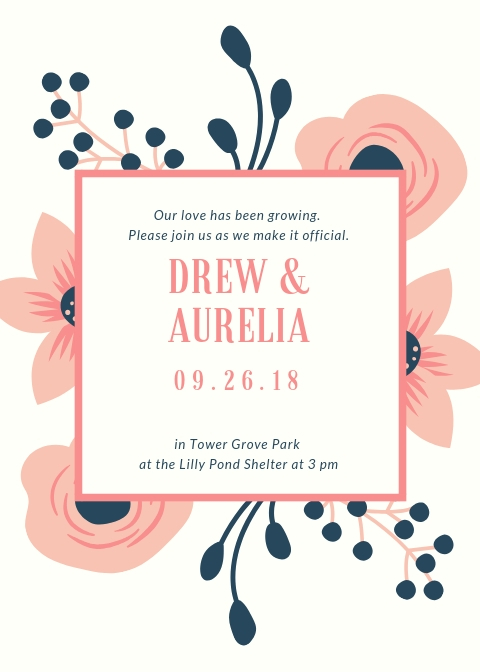 Our love has been growing.
Please join us as we make it official.
DREW &
AURELIA
09.26.18
in Tower Grove Park
at the Lilly Pond Shelter at 3 pm